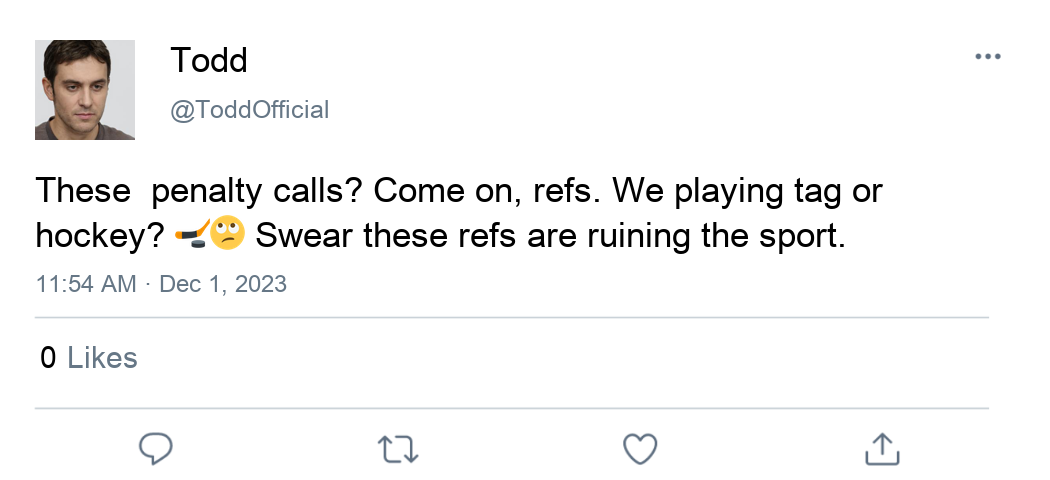 Todd
@ToddOfficial
These  penalty calls? Come on, refs. We playing tag or
hockey? 🏒🙄 Swear these refs are ruining the sport.
11:54 AM · Dec 1, 2023
0 Likes